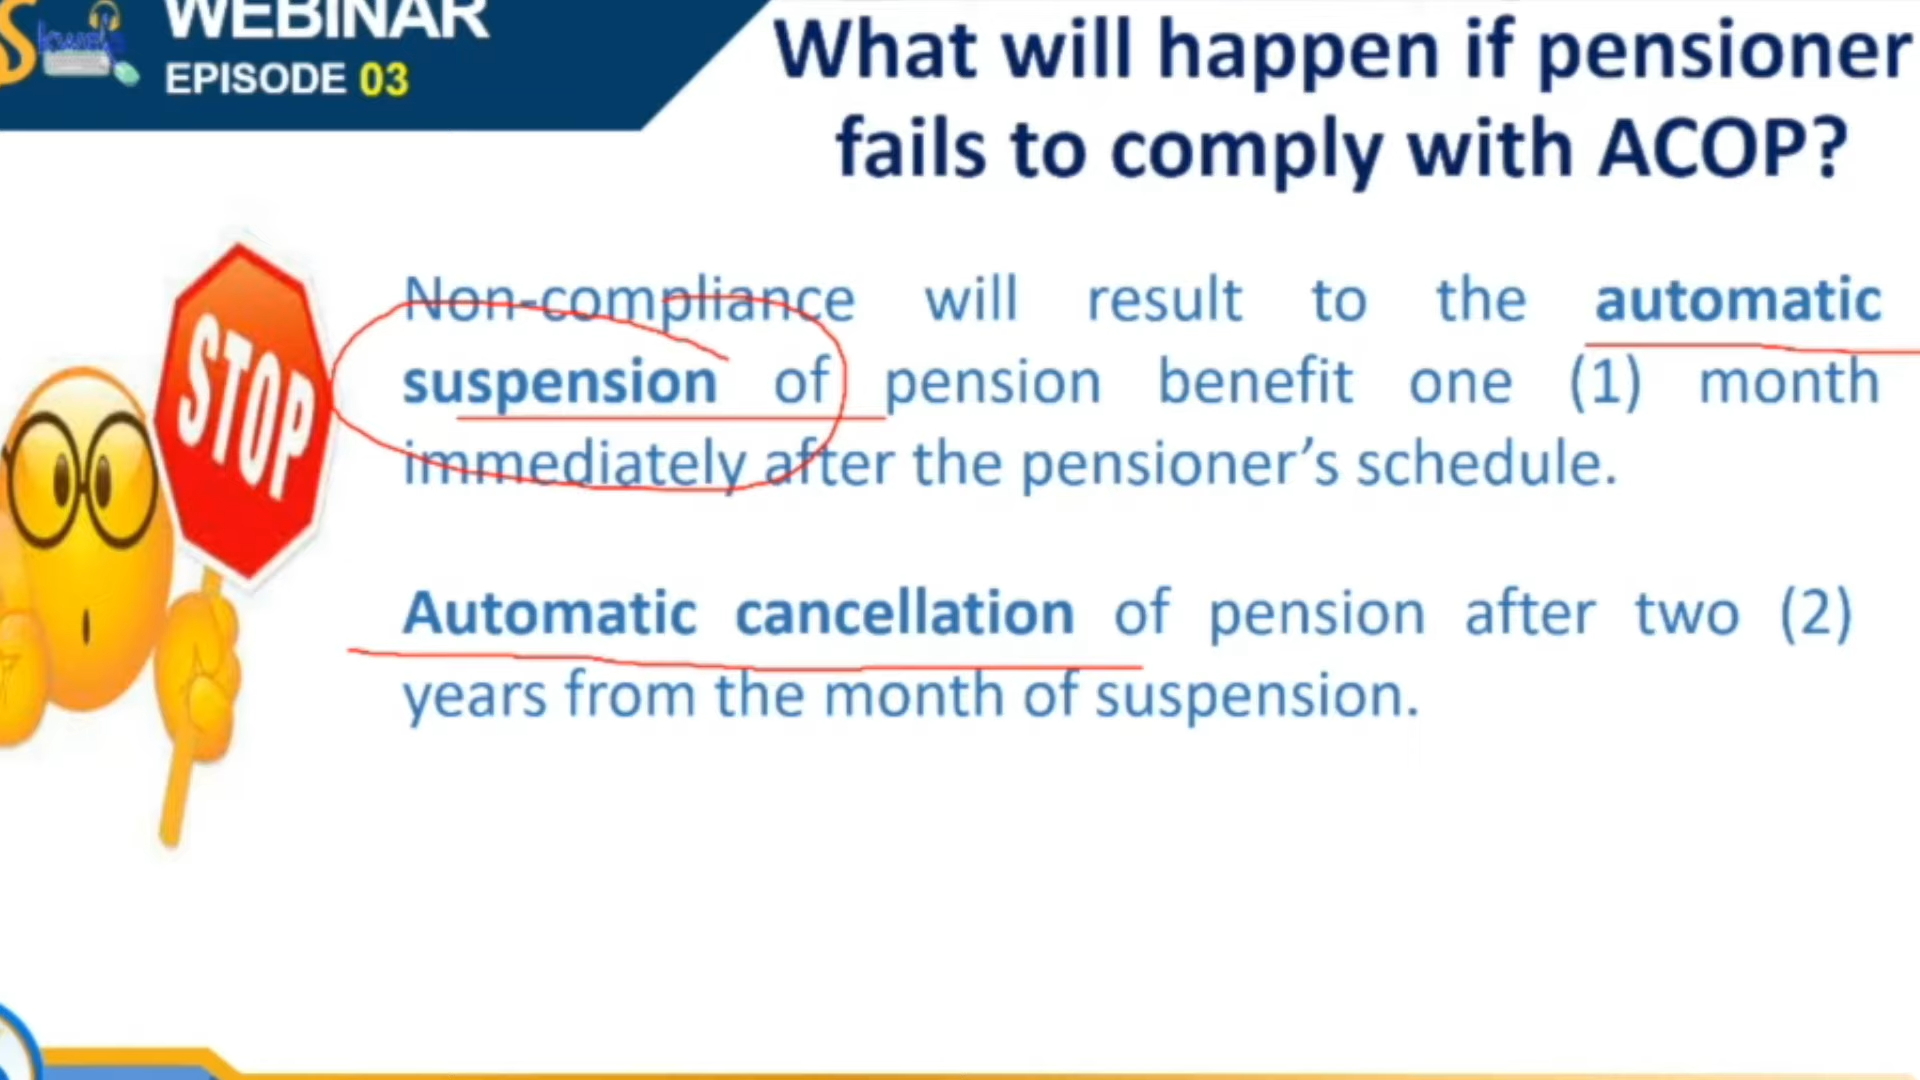 WEBINAR
EPISODE 03
What will happen if pensioner
fails to comply with ACOP?
STOP
Non-compliance will result to the automatic
suspension of pension benefit one (1) month
immediately after the pensioner’s schedule.
Automatic cancellation of pension after two (2)
years from the month of suspension.